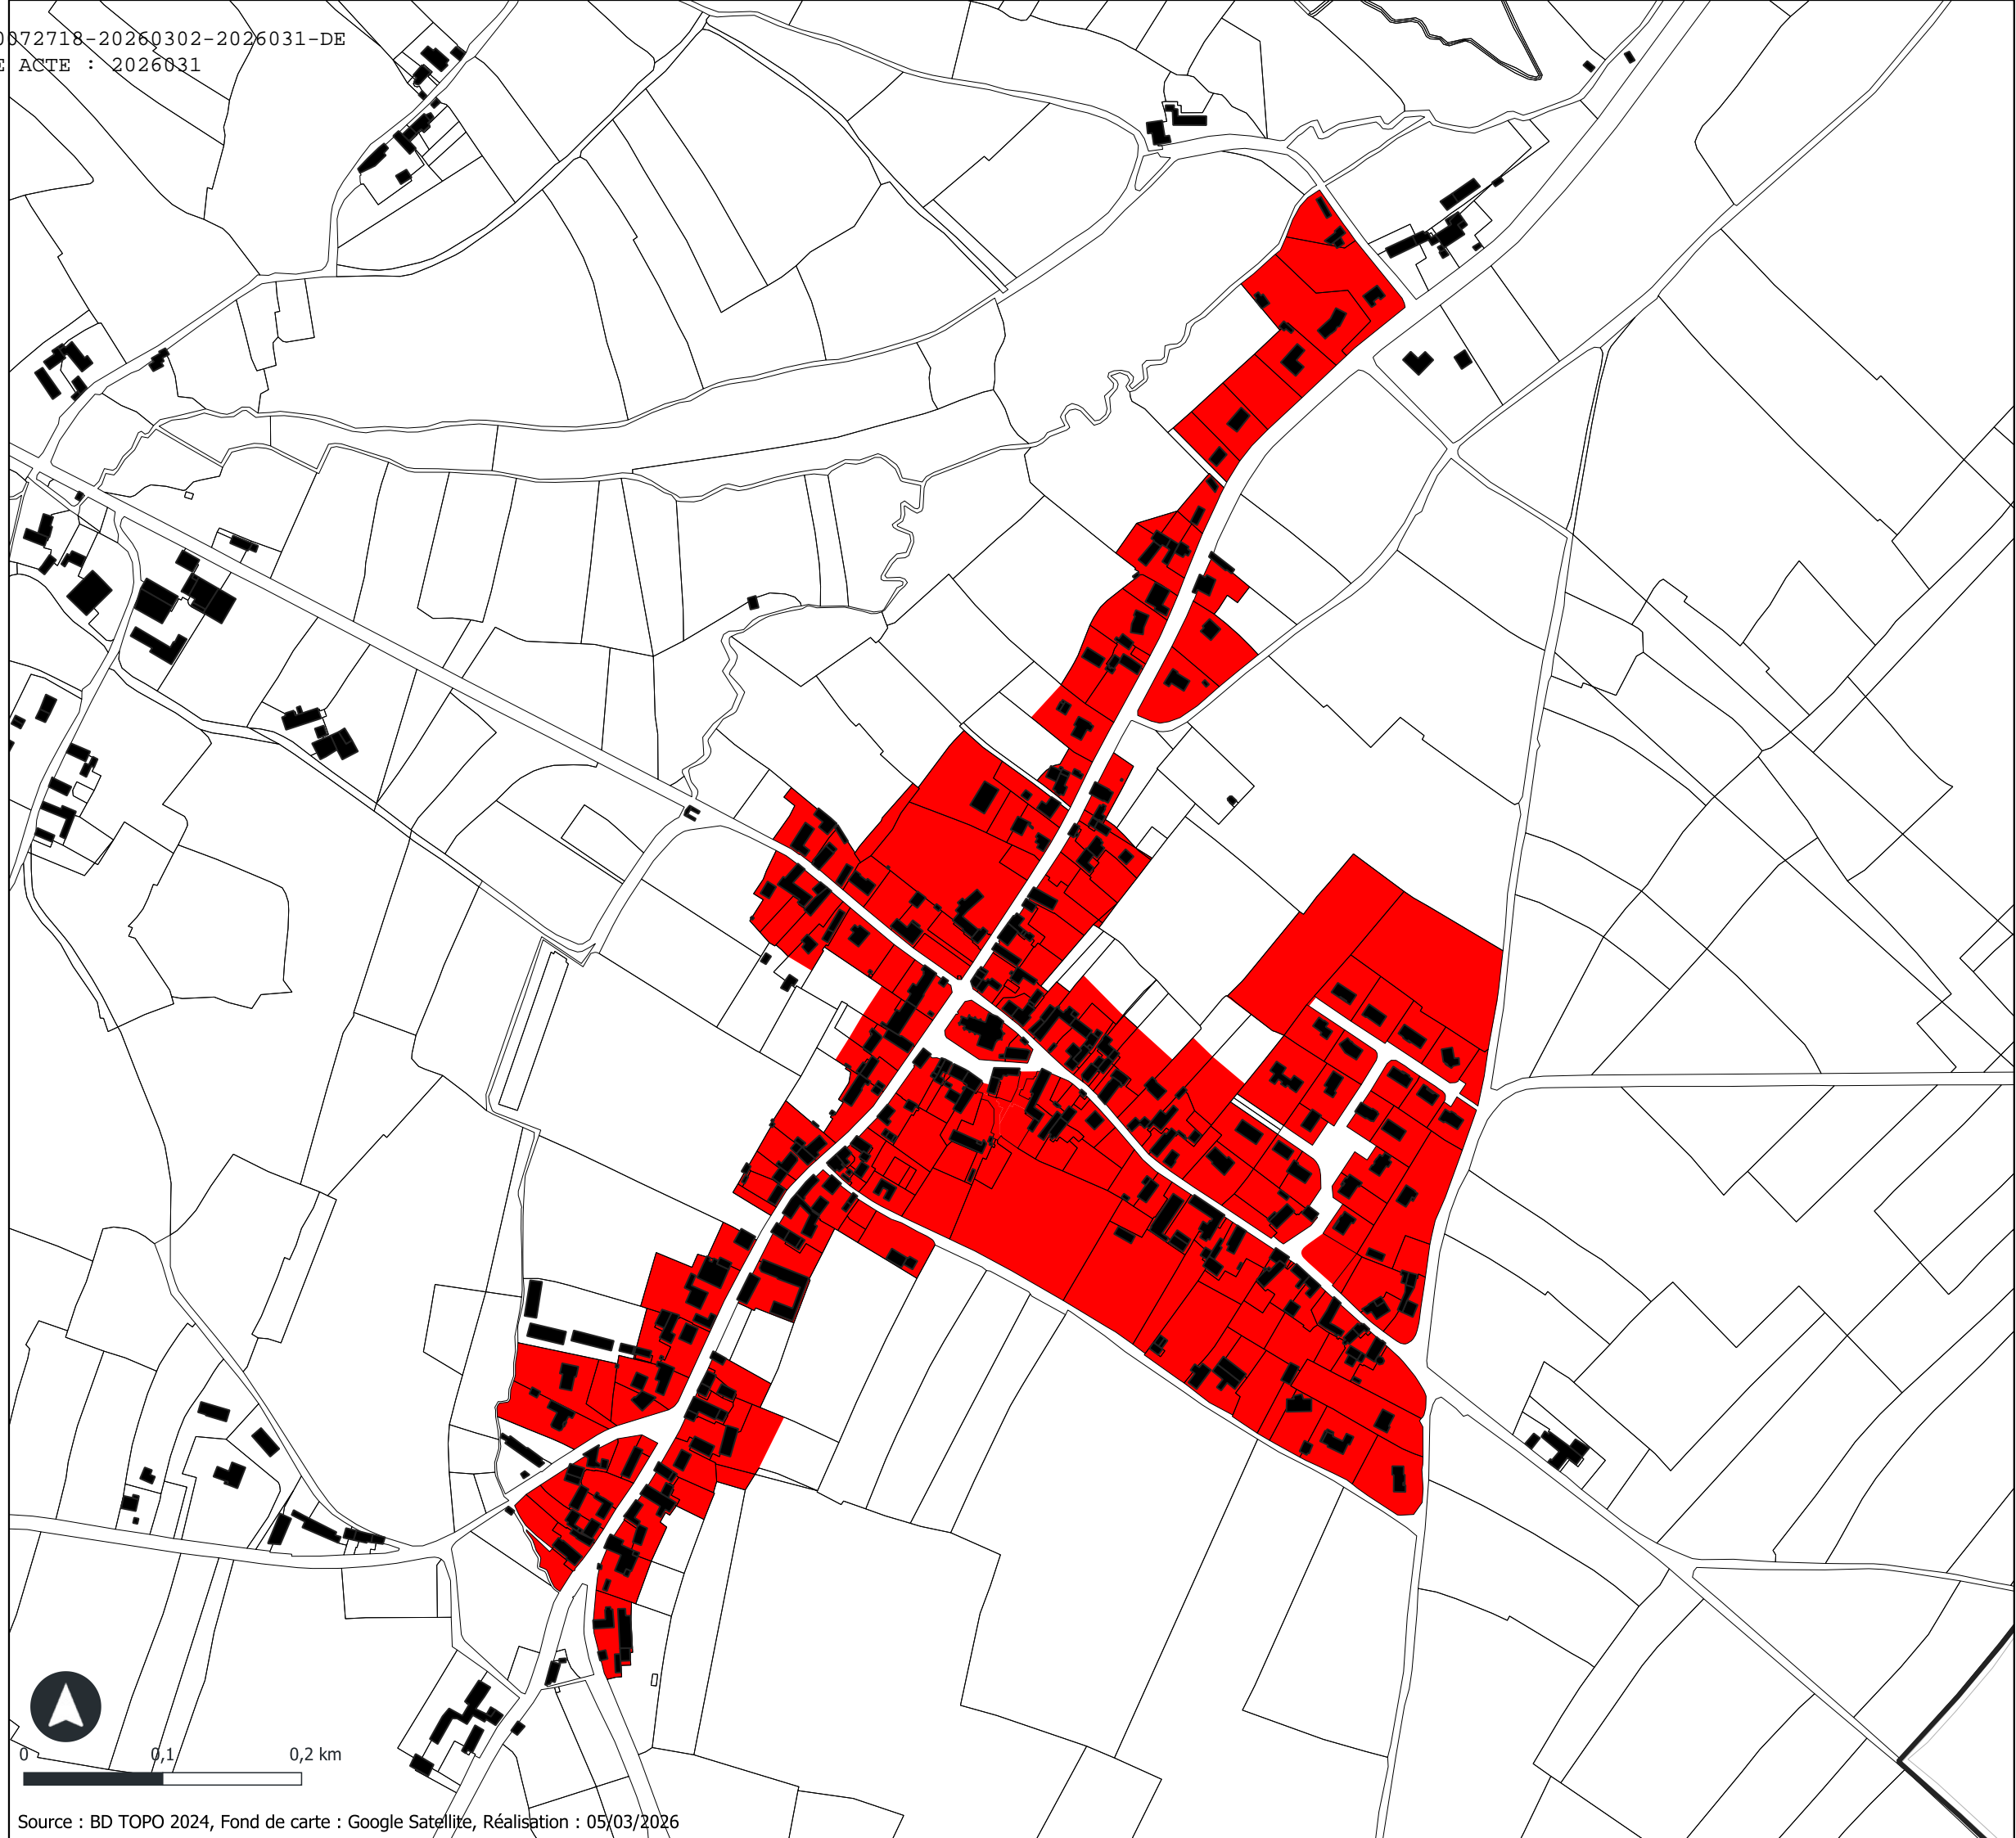 0072718-20260302-2026031-DE
E ACTE : 2026031
0 0,1 0,2 km
Source : BD TOPO 2024, Fond de carte : Google Satellite, Réalisation : 05/03/2026